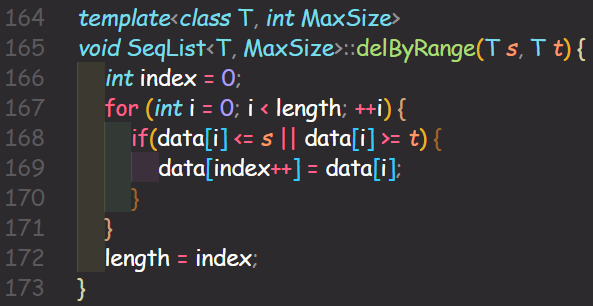 164 template<class T, int MaxSize>
165 void SeqList<T, MaxSize>::delByRange(T s, T t) {
166     int index = 0;
167     for (int i = 0; i < length; ++i) {
168         if(data[i] <= s || data[i] >= t) {
169             data[index++] = data[i];
170         }
171     }
172     length = index;
173 }